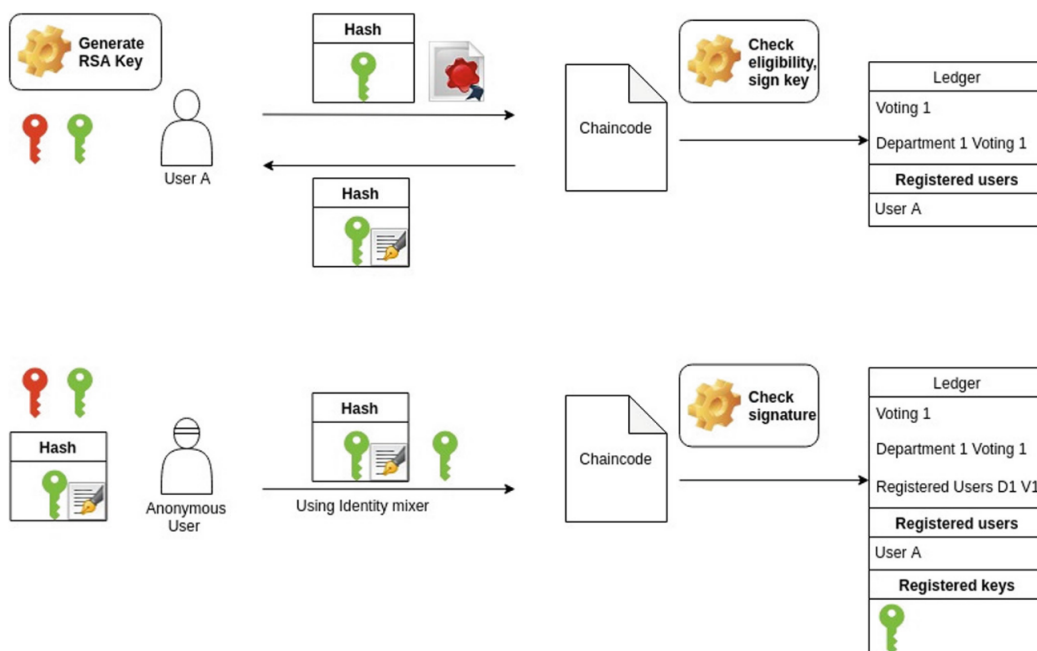 Generate
RSA Key
Hash
Check
eligibility,
sign key
Ledger
Voting 1
Department 1 Voting 1
Registered users
User A
Chaincode
User A
Hash
Hash
Anonymous
User
Hash
Using Identity mixer
Chaincode
Check
signature
Ledger
Voting 1
Department 1 Voting 1
Registered Users D1 V1
Registered users
User A
Registered keys